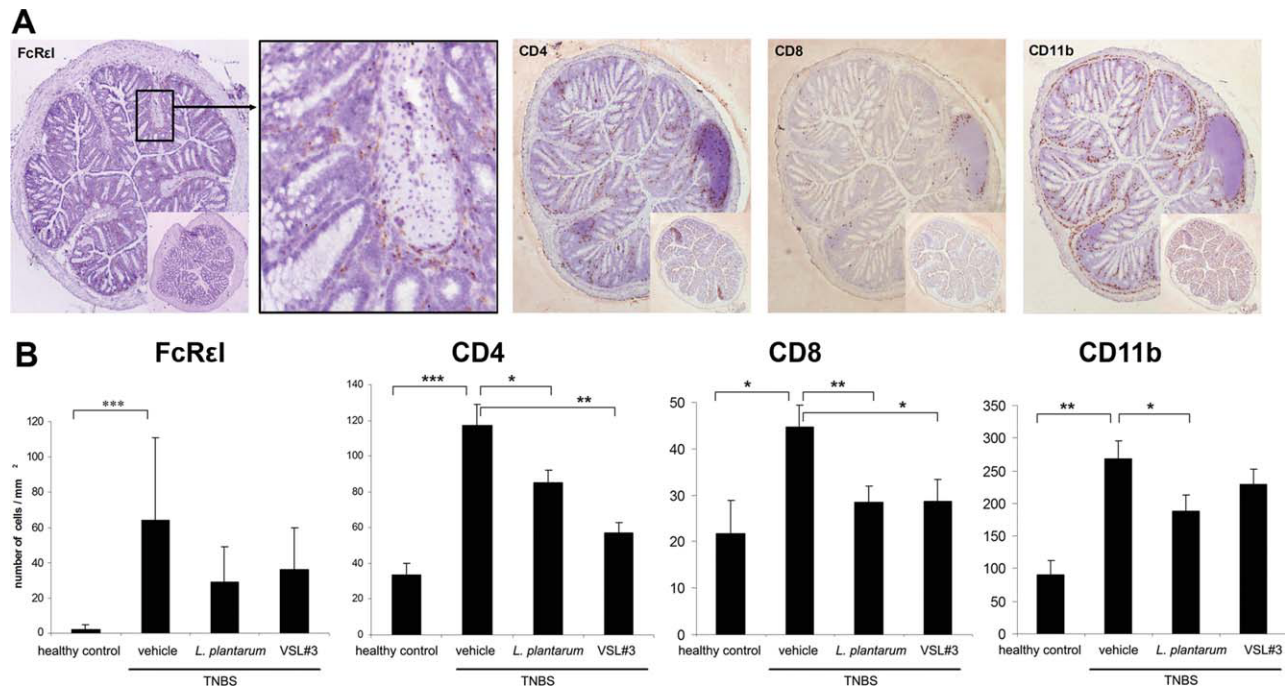 A
FcRεI
CD4
CD8
CD11b
B
FcRεI
CD4
CD8
CD11b
number of cells / mm 2
***
120
100
80
60
40
20
0
healthy control
vehicle
L. plantarum
VSL#3
TNBS
***
*
**
140
120
100
80
60
40
20
0
healthy control
vehicle
L. plantarum
VSL#3
TNBS
*
**
*
50
40
30
20
10
0
healthy control
vehicle
L. plantarum
VSL#3
TNBS
**
*
350
300
250
200
150
100
50
0
healthy control
vehicle
L. plantarum
VSL#3
TNBS